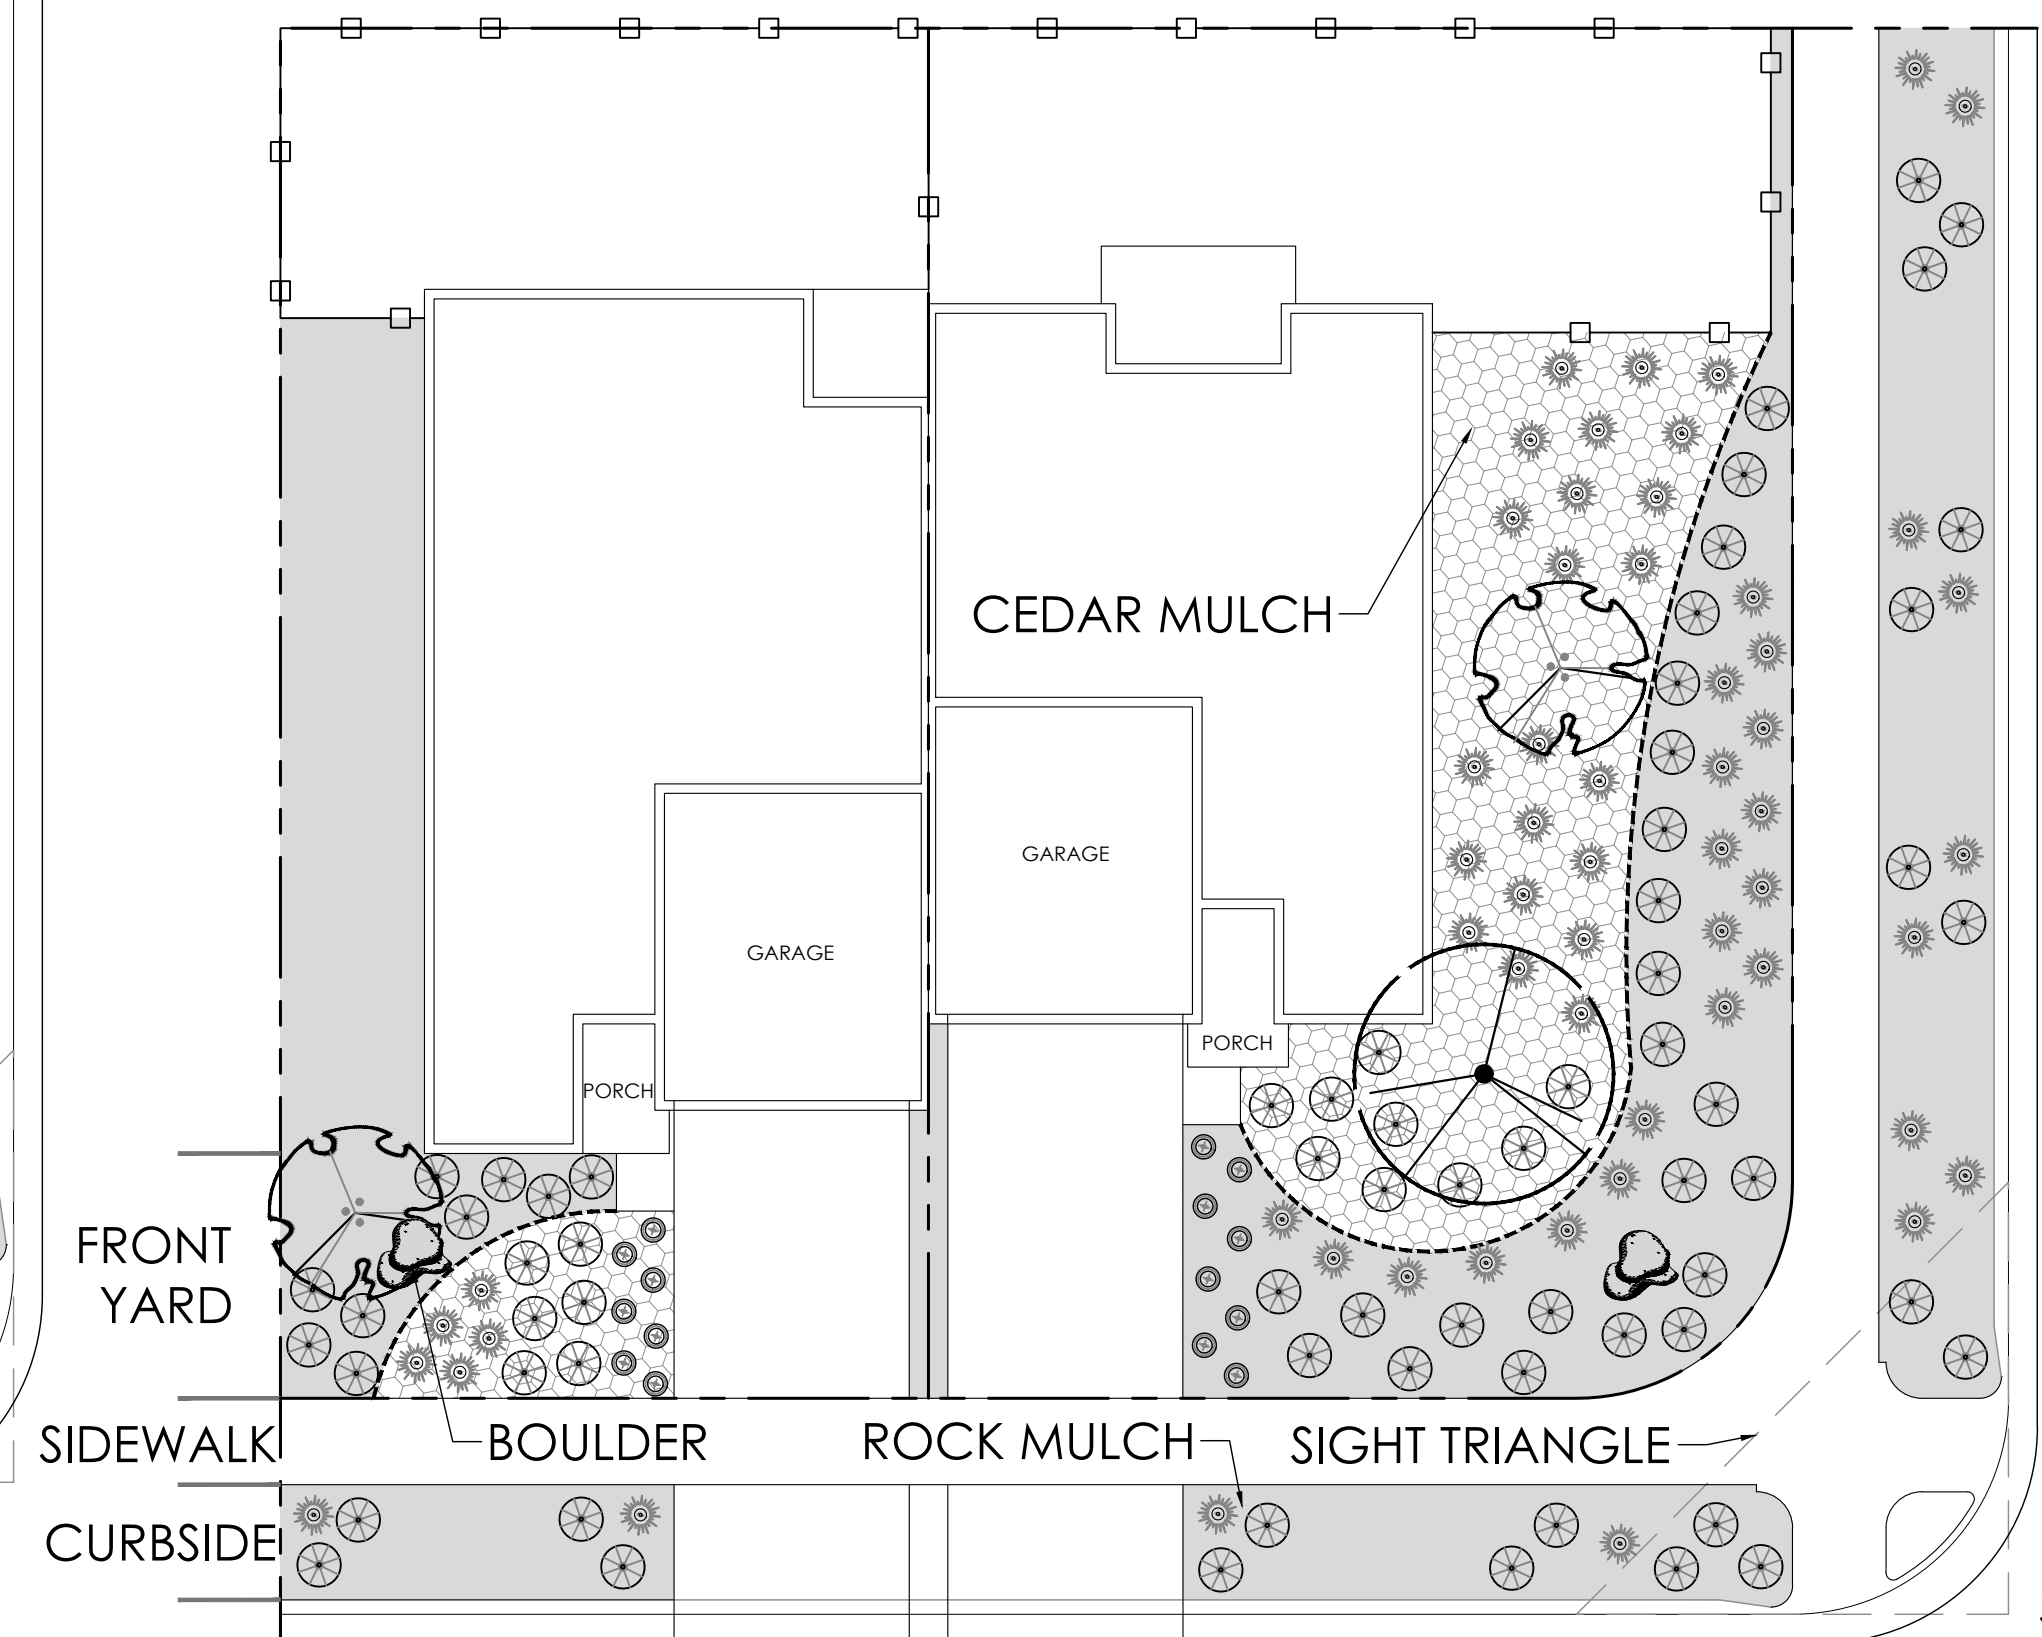 CEDAR MULCH
GARAGE
GARAGE
PORCH
PORCH
FRONT
YARD
SIDEWALK
BOULDER
ROCK MULCH
SIGHT TRIANGLE
CURBSIDE